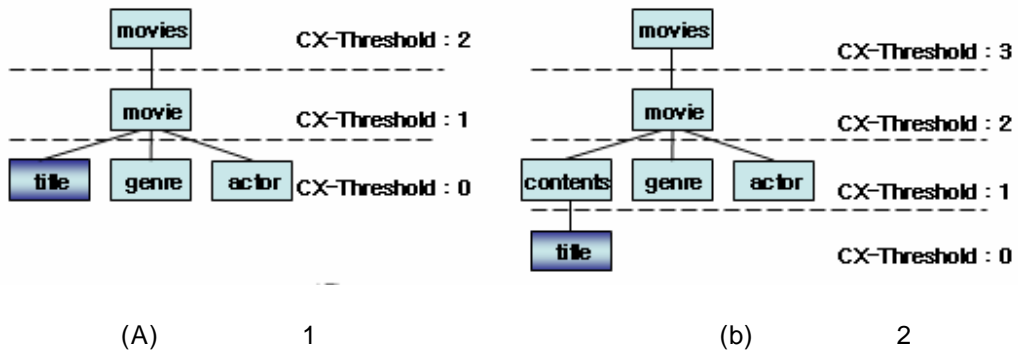 movies
CX-Threshold : 2
movie
CX-Threshold : 1
title genre actor CX-Threshold : 0
movies
CX-Threshold : 3
movie
CX-Threshold : 2
contents genre actor
CX-Threshold : 1
title
CX-Threshold : 0
(A) 1
(b) 2